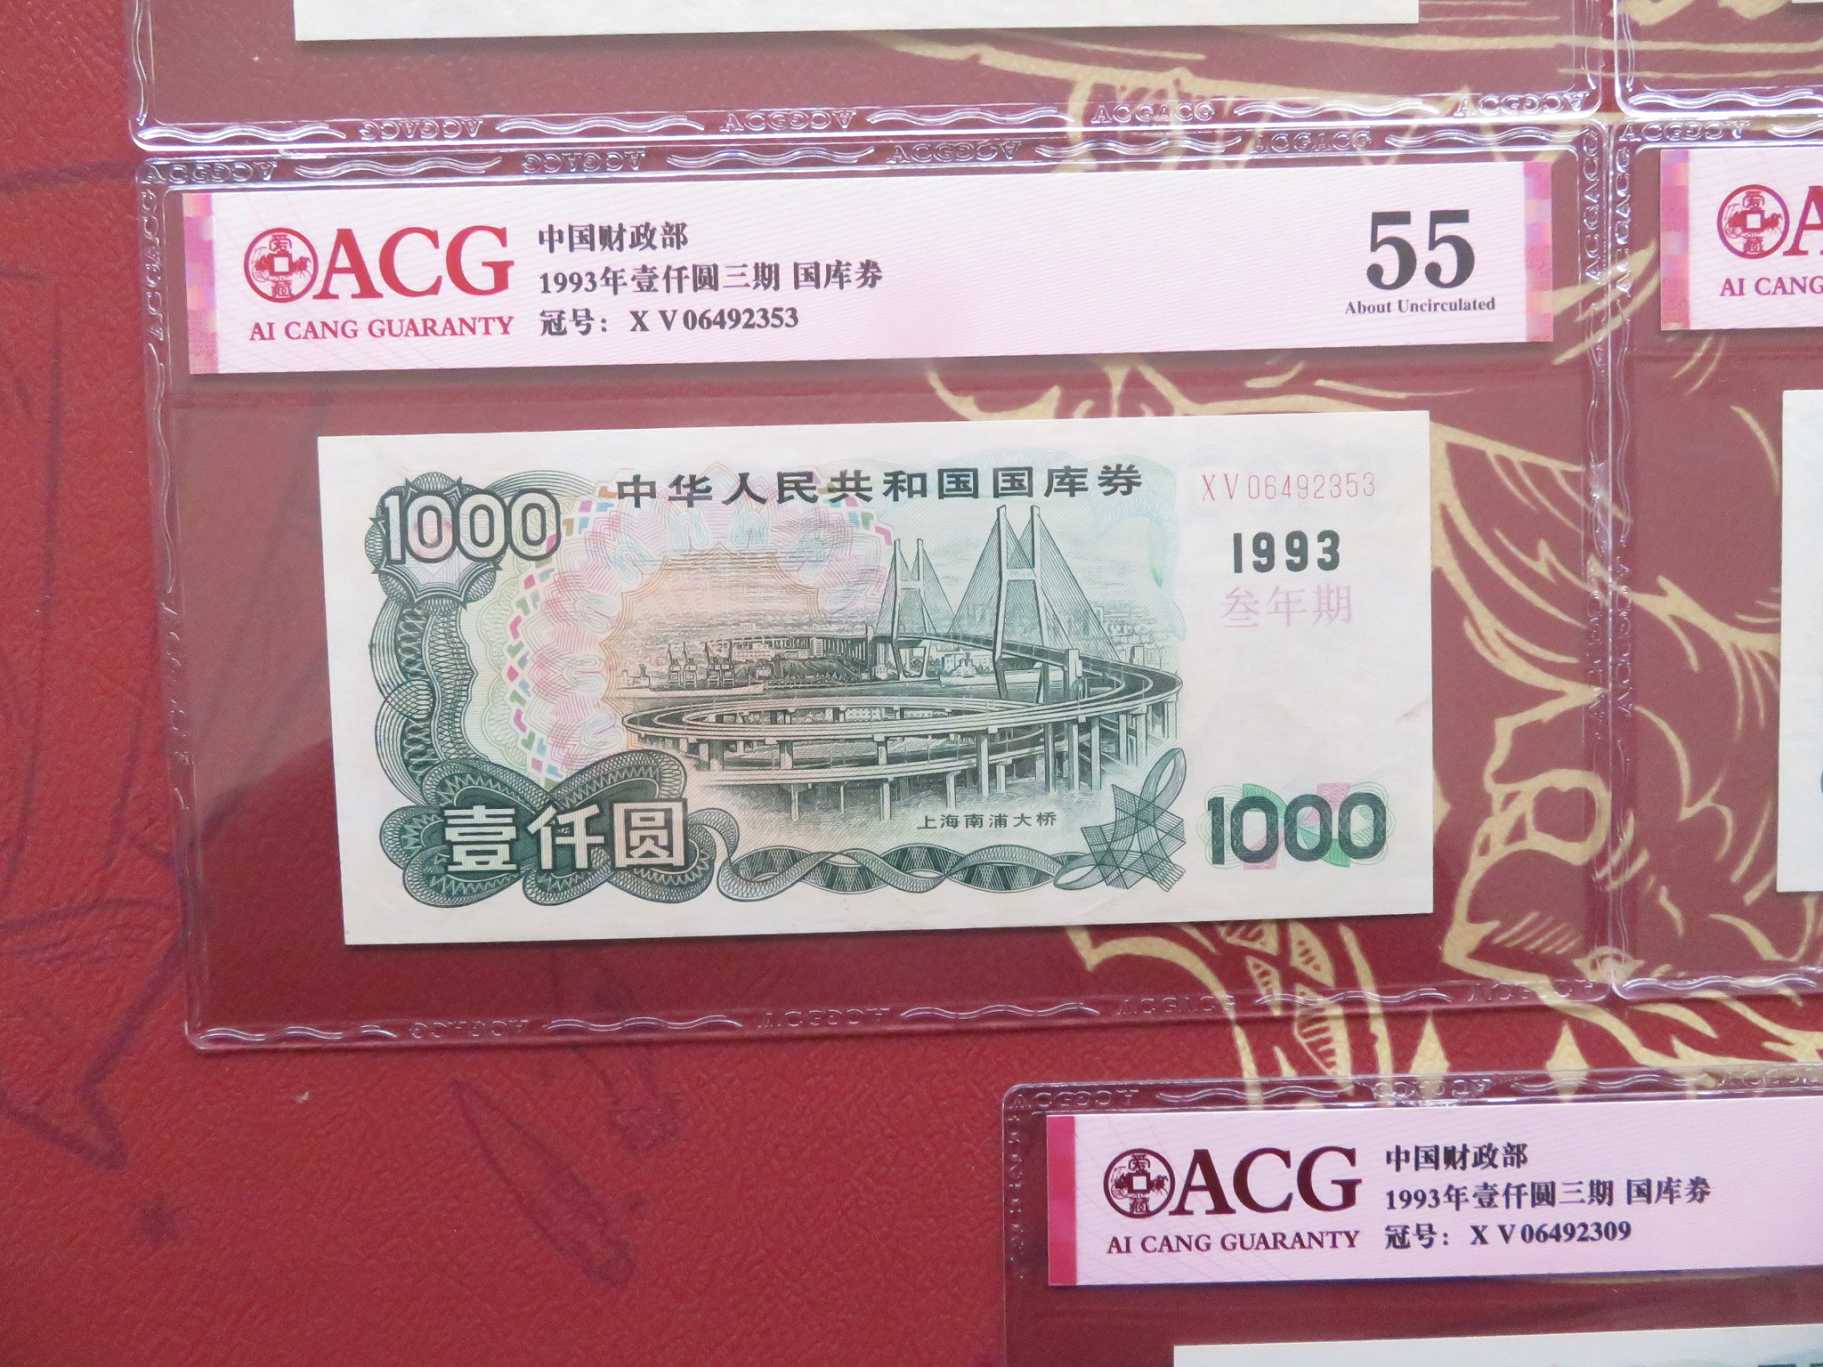 ACG
AI CANG GUARANTY
中国财政部
1993年壹仟圆三期 国库券
冠号：X V 06492353
55
About Uncirculated
A
AI CANG
1000
中华人民共和国国库券
XV06492353
1993
叁年期
上海南浦大桥
壹仟圆
1000
ACG
AI CANG GUARANTY
中国财政部
1993年壹仟圆三期 国库券
冠号：X V 06492309